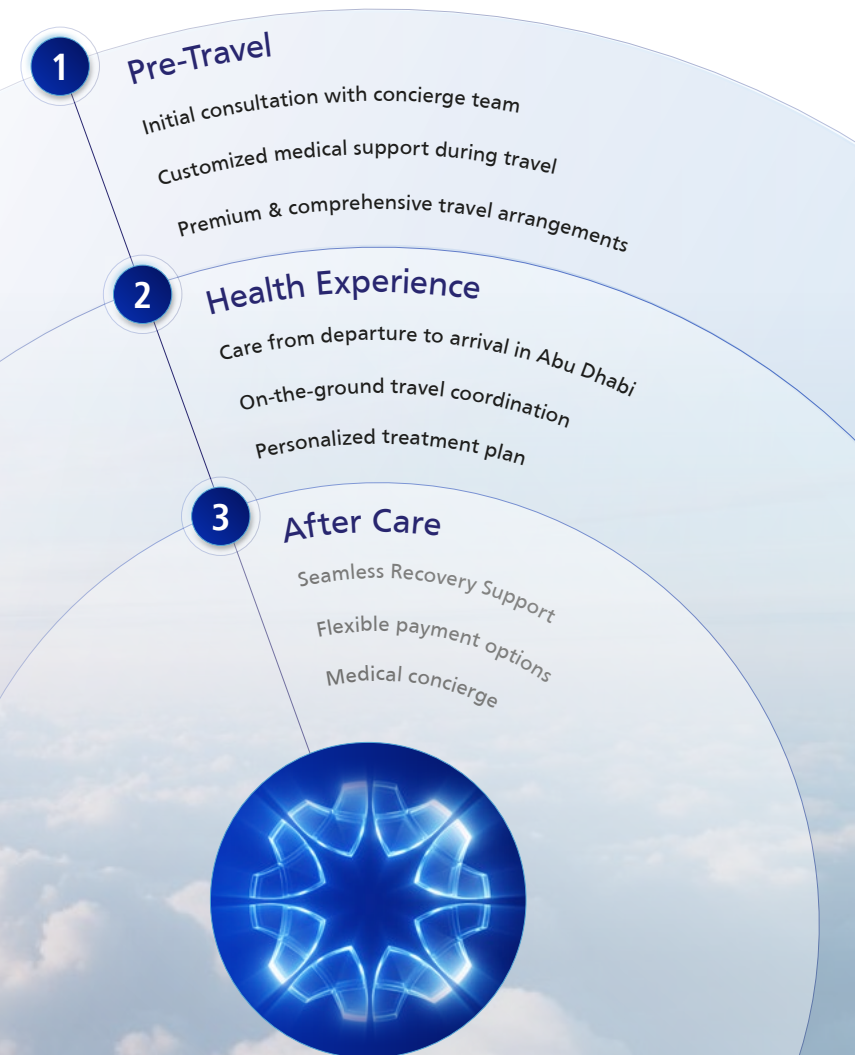 1
Pre-Travel
Initial consultation with concierge team
Customized medical support during travel
Premium & comprehensive travel arrangements
2
Health Experience
Care from departure to arrival in Abu Dhabi
On-the-ground travel coordination
Personalized treatment plan
3
After Care
Seamless Recovery Support
Flexible payment options
Medical concierge